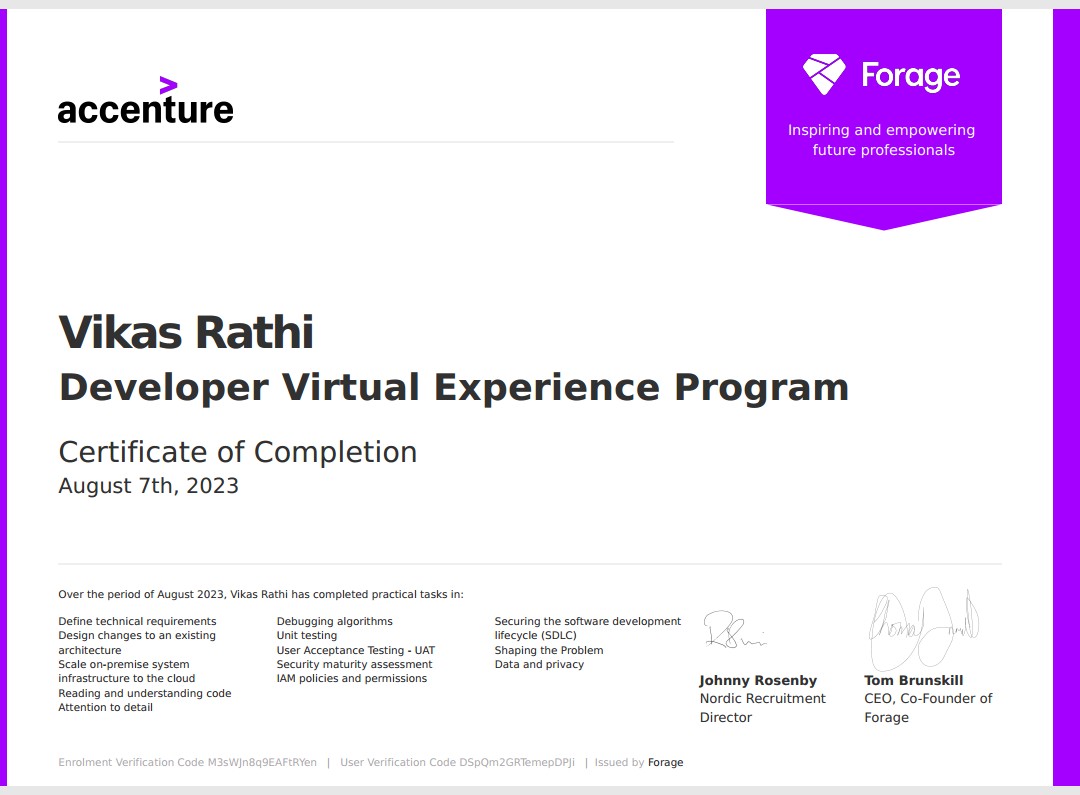 accenture
Forage
Inspiring and empowering
future professionals
Vikas Rathi
Developer Virtual Experience Program
Certificate of Completion
August 7th, 2023
Over the period of August 2023, Vikas Rathi has completed practical tasks in:
Define technical requirements
Design changes to an existing
architecture
Scale on-premise system
infrastructure to the cloud
Reading and understanding code
Attention to detail
Debugging algorithms
Unit testing
User Acceptance Testing - UAT
Security maturity assessment
IAM policies and permissions
Securing the software development
lifecycle (SDLC)
Shaping the Problem
Data and privacy
Johnny Rosenby
Nordic Recruitment
Director
Tom Brunskill
CEO, Co-Founder of
Forage
Enrolment Verification Code M3sWJn8q9EAFtRYen | User Verification Code DSpQm2GRTemepDPJi | Issued by Forage